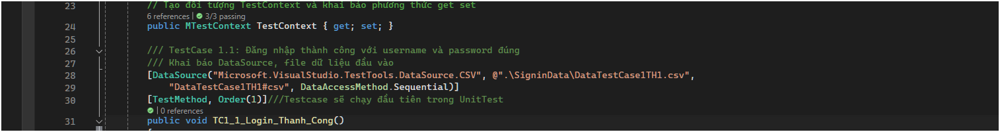 23 // Tạo đối tượng TestContext và khai báo phương thức get set
6 references | 3/3 passing
24 public MTestContext TestContext { get; set; }
25
26 /// TestCase 1.1: Đăng nhập thành công với username và password đúng
27 /// Khai báo DataSource, file dữ liệu đầu vào
28 [DataSource("Microsoft.VisualStudio.TestTools.DataSource.CSV", @".\SigninData\DataTestCase1TH1.csv",
29 "DataTestCase1TH1#csv", DataAccessMethod.Sequential)]
30 [TestMethod, Order(1)]///Testcase sẽ chạy đầu tiên trong UnitTest
| 0 references
31 public void TC1_1_Login_Thanh_Cong()